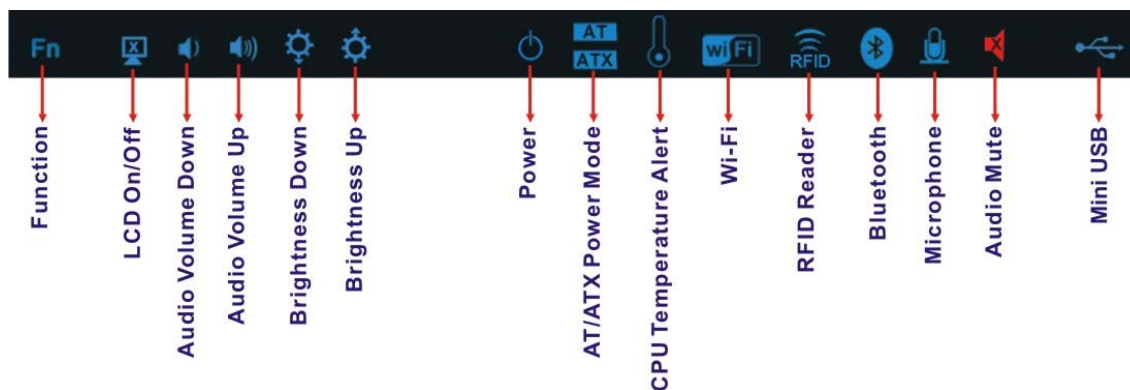 Fn
AT
ATX
wiFi
RFID
Function
LCD On/Off
Audio Volume Down
Audio Volume Up
Brightness Down
Brightness Up
Power
AT/ATX Power Mode
CPU Temperature Alert
Wi-Fi
RFID Reader
Bluetooth
Microphone
Audio Mute
Mini USB